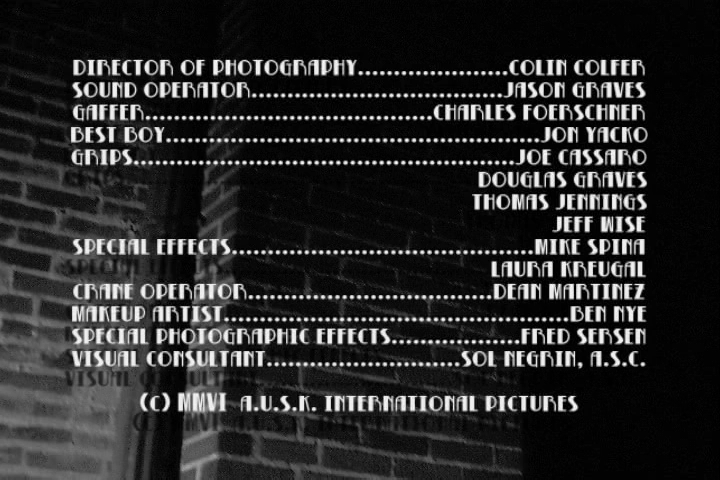 DIRECTOR OF PHOTOGRAPHY.....................COLIN COLFER
SOUND OPERATOR...................................JASON GRAVES
GAFFER........................................CHARLES FOERSCHNER
BEST BOY....................................................JON YACKO
GRIPS.....................................................JOE CASSARO
DOUGLAS GRAVES
THOMAS JENNINGS
JEFF WISE
SPECIAL EFFECTS..........................................MIKE SPINA
LAURA KREUGAL
CRANE OPERATOR..................................DEAN MARTINEZ
MAKEUP ARTIST................................................BEN NYE
SPECIAL PHOTOGRAPHIC EFFECTS..................FRED SERSEN
VISUAL CONSULTANT...........................SOL NEGRIN, A.S.C.
(C) MMVI A.U.S.K. INTERNATIONAL PICTURES